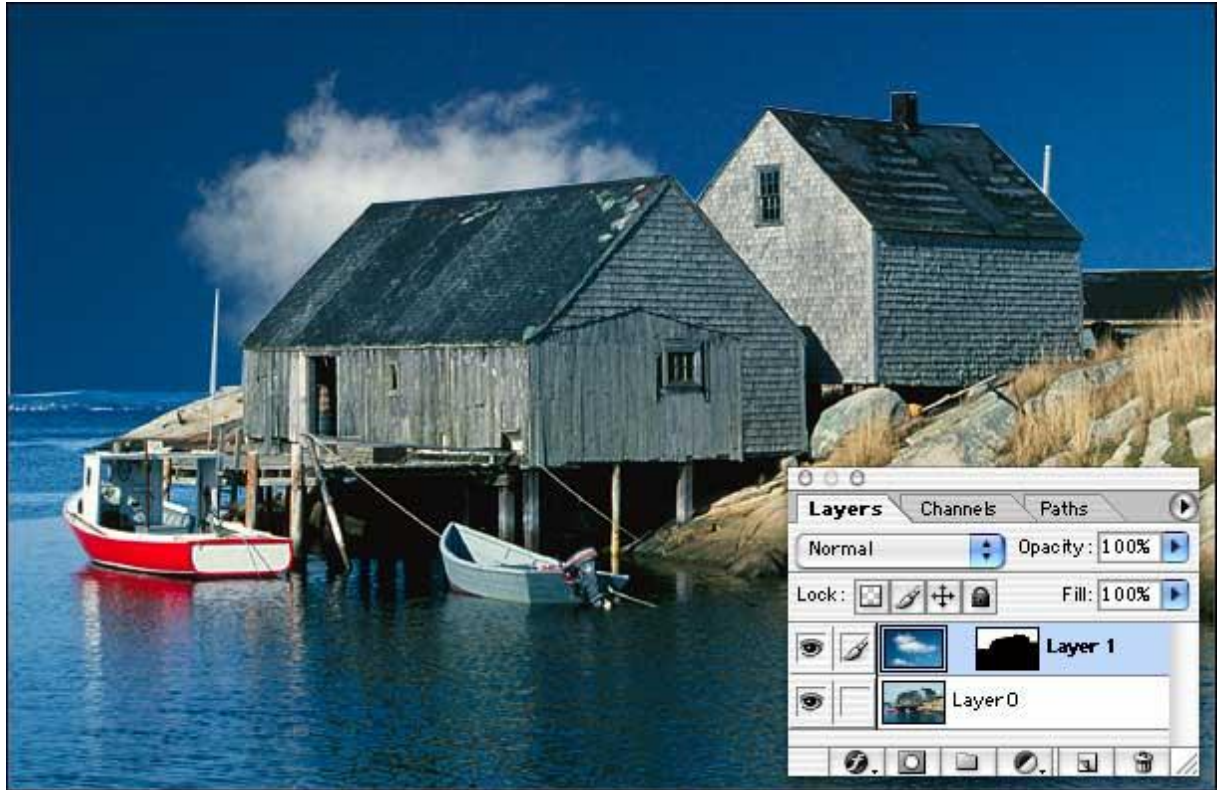 Layers Channels Paths
Normal Opacity: 100%
Lock: Fill: 100%
Layer 1
Layer 0